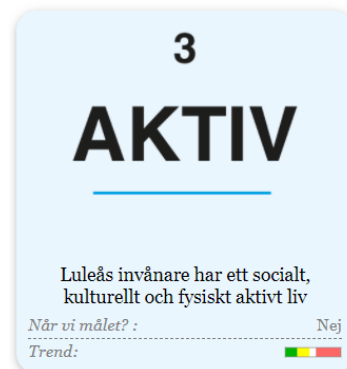 3
AKTIV
Luleås invånare har ett socialt,
kulturellt och fysiskt aktivt liv
Når vi målet? : Nej
Trend: